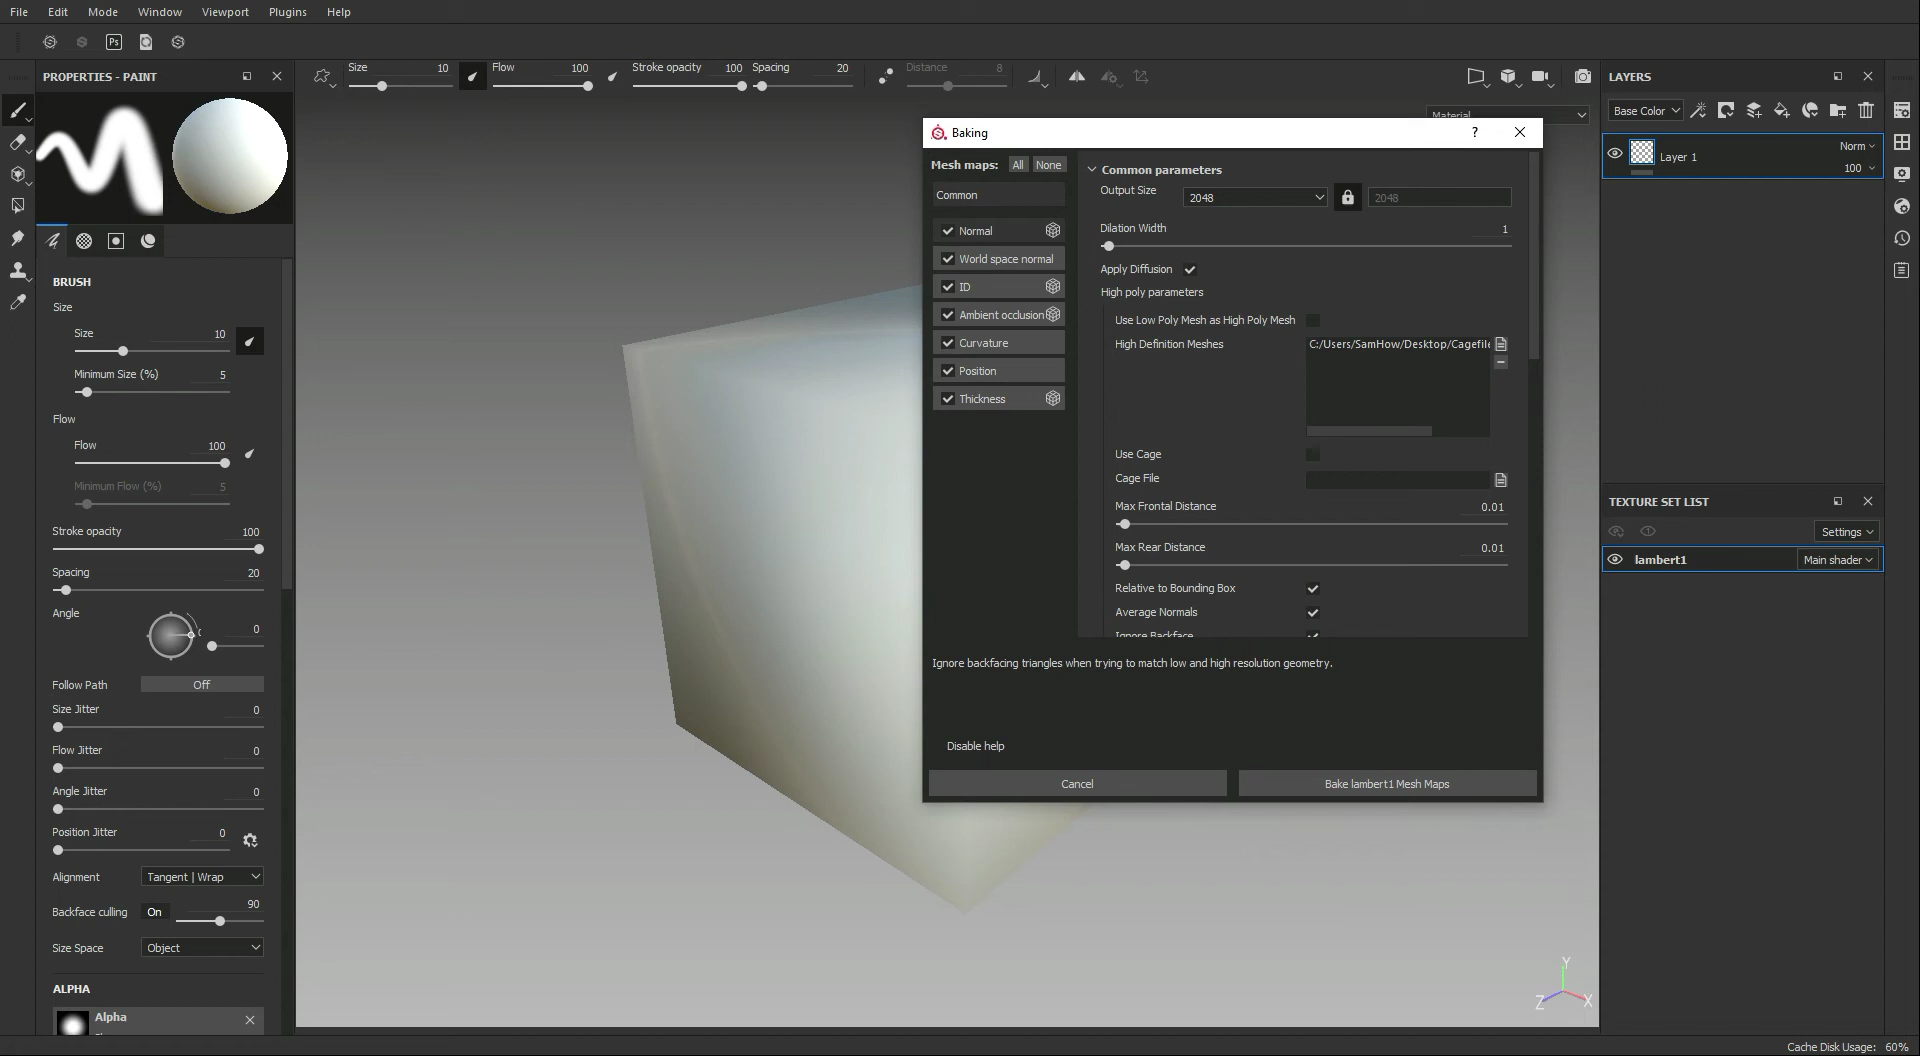 File Edit Mode Window Viewport Plugins Help
Ps
PROPERTIES - PAINT
Size 10 Flow 100 Stroke opacity 100 Spacing 20 Distance 8
BRUSH
Size
Size 10
Minimum Size (%) 5
Flow
Flow 100
Minimum Flow (%) 5
Stroke opacity 100
Spacing 20
Angle
0
Follow Path Off
Size Jitter 0
Flow Jitter 0
Angle Jitter 0
Position Jitter 0
Alignment Tangent | Wrap
Backface culling On 90
Size Space Object
ALPHA
Alpha
Material
Baking ?
Mesh maps: All None
Common
Normal
World space normal
ID
Ambient occlusion
Curvature
Position
Thickness
Common parameters
Output Size 2048 2048
Dilation Width 1
Apply Diffusion
High poly parameters
Use Low Poly Mesh as High Poly Mesh
High Definition Meshes C:/Users/SamHow/Desktop/Cagefile
Use Cage
Cage File
Max Frontal Distance 0.01
Max Rear Distance 0.01
Relative to Bounding Box
Average Normals
Ignore Backface
Ignore backfacing triangles when trying to match low and high resolution geometry.
Disable help
Cancel Bake lambert1 Mesh Maps
Y
Z X
LAYERS
Base Color
Layer 1 Norm
100
TEXTURE SET LIST
Settings
lambert1 Main shader
Cache Disk Usage: 60%